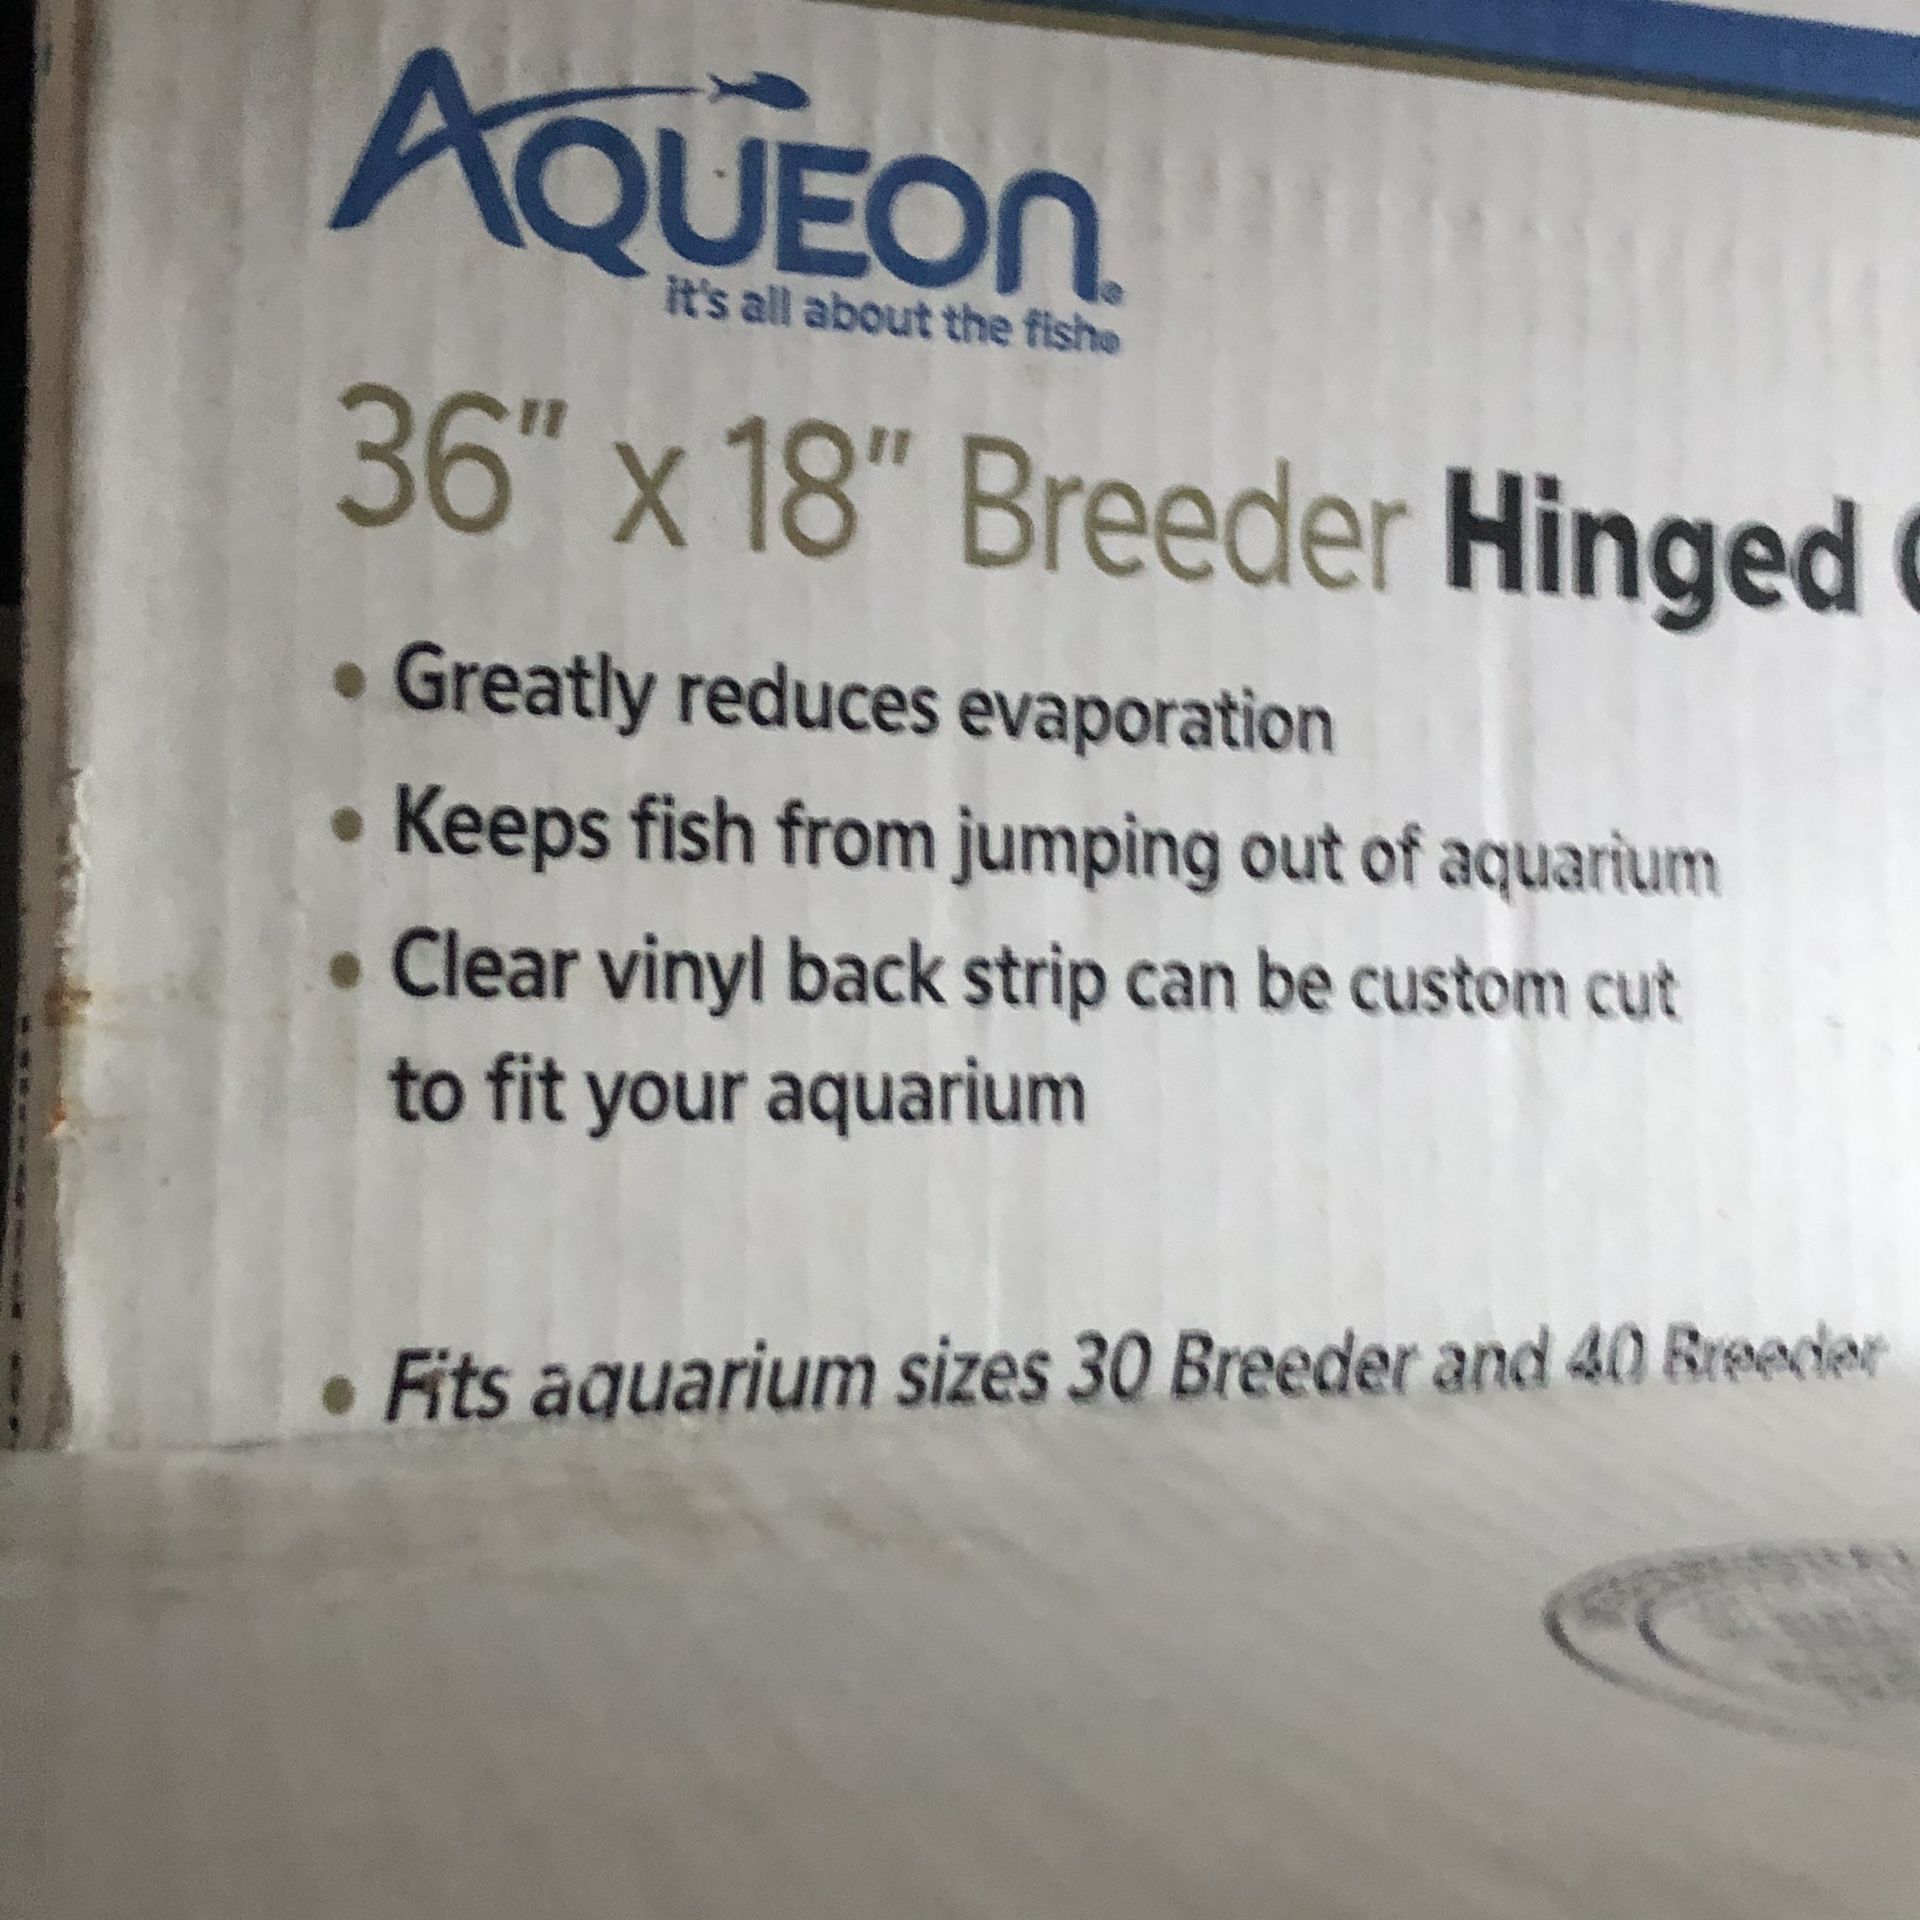 AQUEON®
it's all about the fish®
36" x 18" Breeder Hinged
• Greatly reduces evaporation
• Keeps fish from jumping out of aquarium
• Clear vinyl back strip can be custom cut
to fit your aquarium
• Fits aquarium sizes 30 Breeder and 40 Breeder